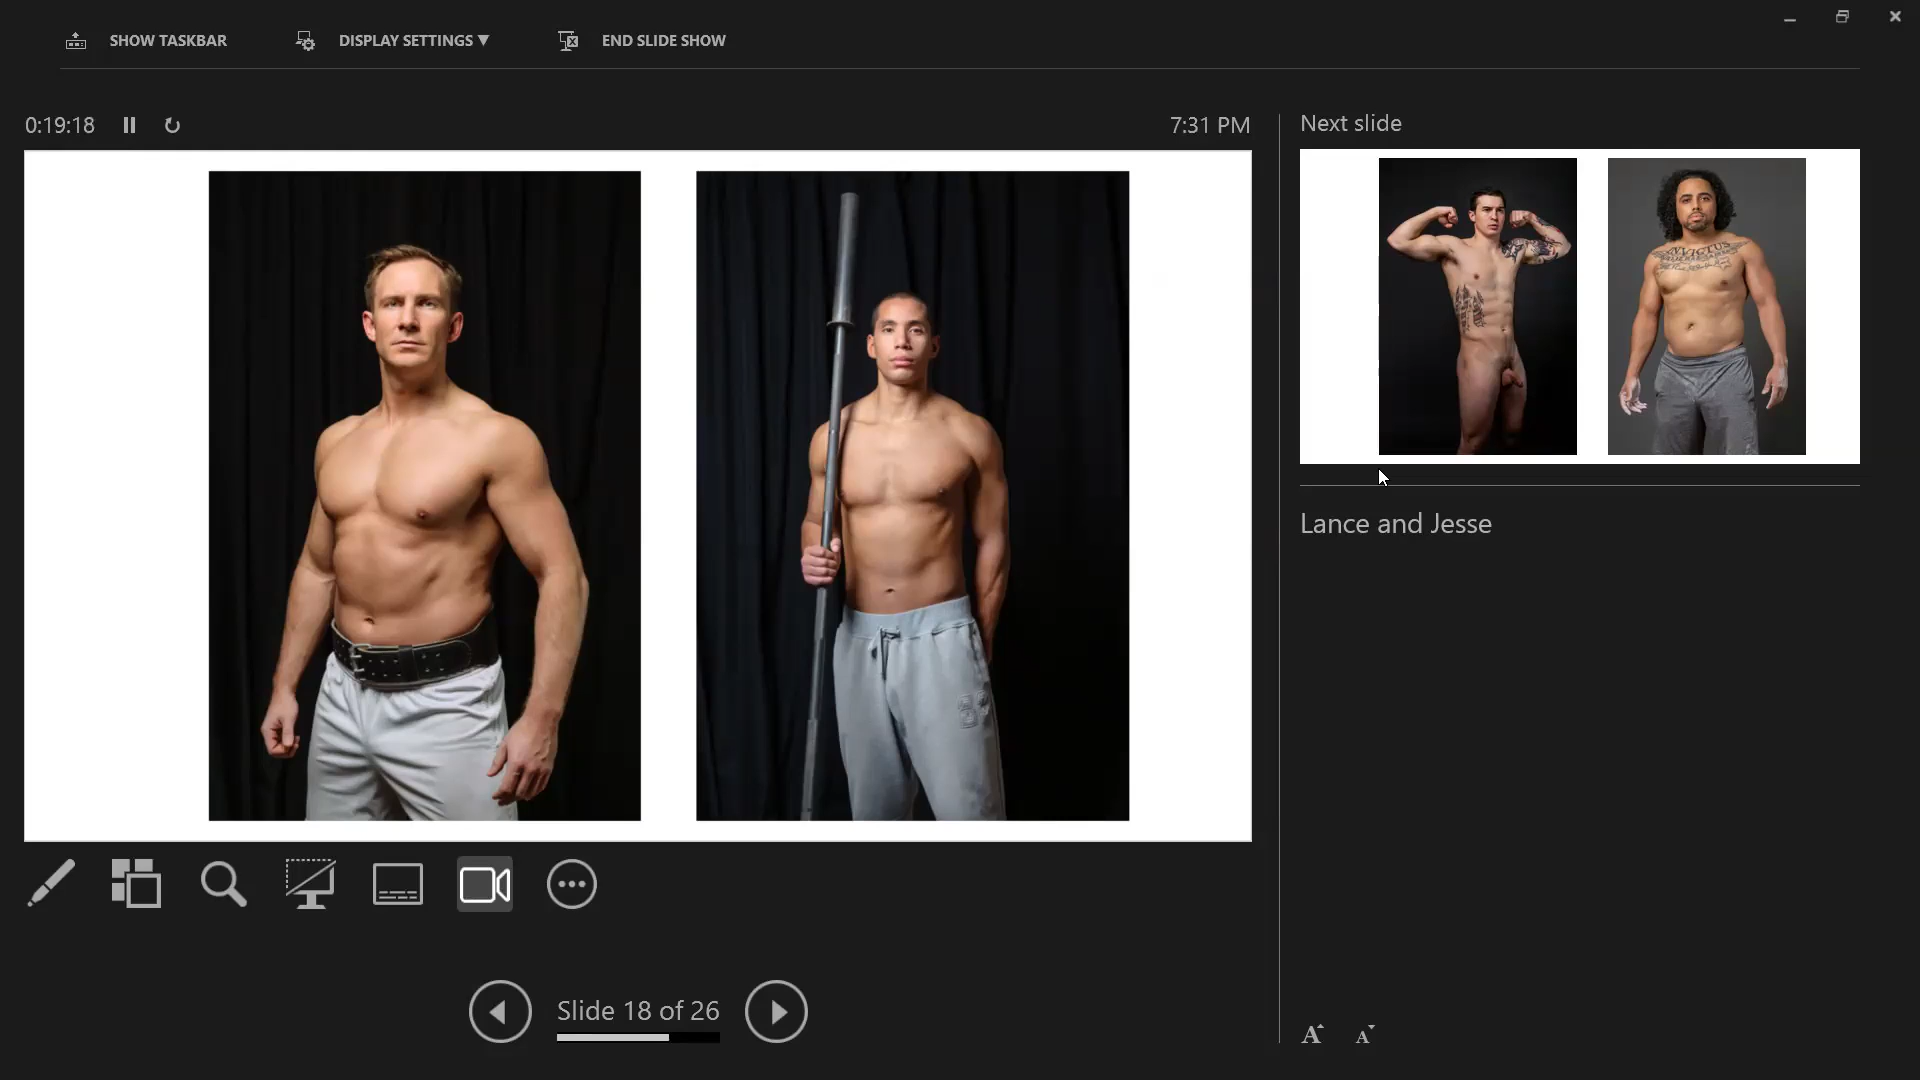 SHOW TASKBAR
DISPLAY SETTINGS ▼
END SLIDE SHOW
0:19:18
7:31 PM
Next slide
INVICTUS
Lance and Jesse
Slide 18 of 26